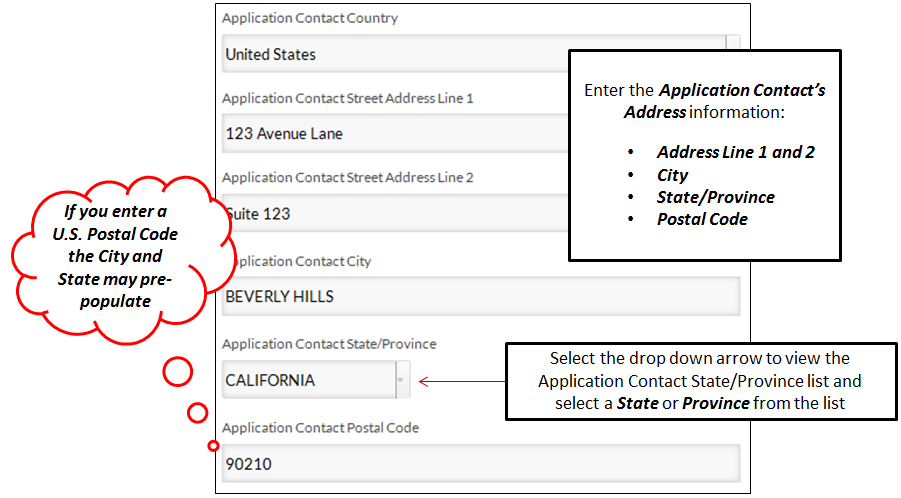 Application Contact Country
United States
Application Contact Street Address Line 1
123 Avenue Lane
Application Contact Street Address Line 2
Suite 123
Application Contact City
BEVERLY HILLS
Application Contact State/Province
CALIFORNIA
Application Contact Postal Code
90210
Enter the Application Contact’s
Address information:
• Address Line 1 and 2
• City
• State/Province
• Postal Code
If you enter a
U.S. Postal Code
the City and
State may pre-
populate
Select the drop down arrow to view the
Application Contact State/Province list and
select a State or Province from the list